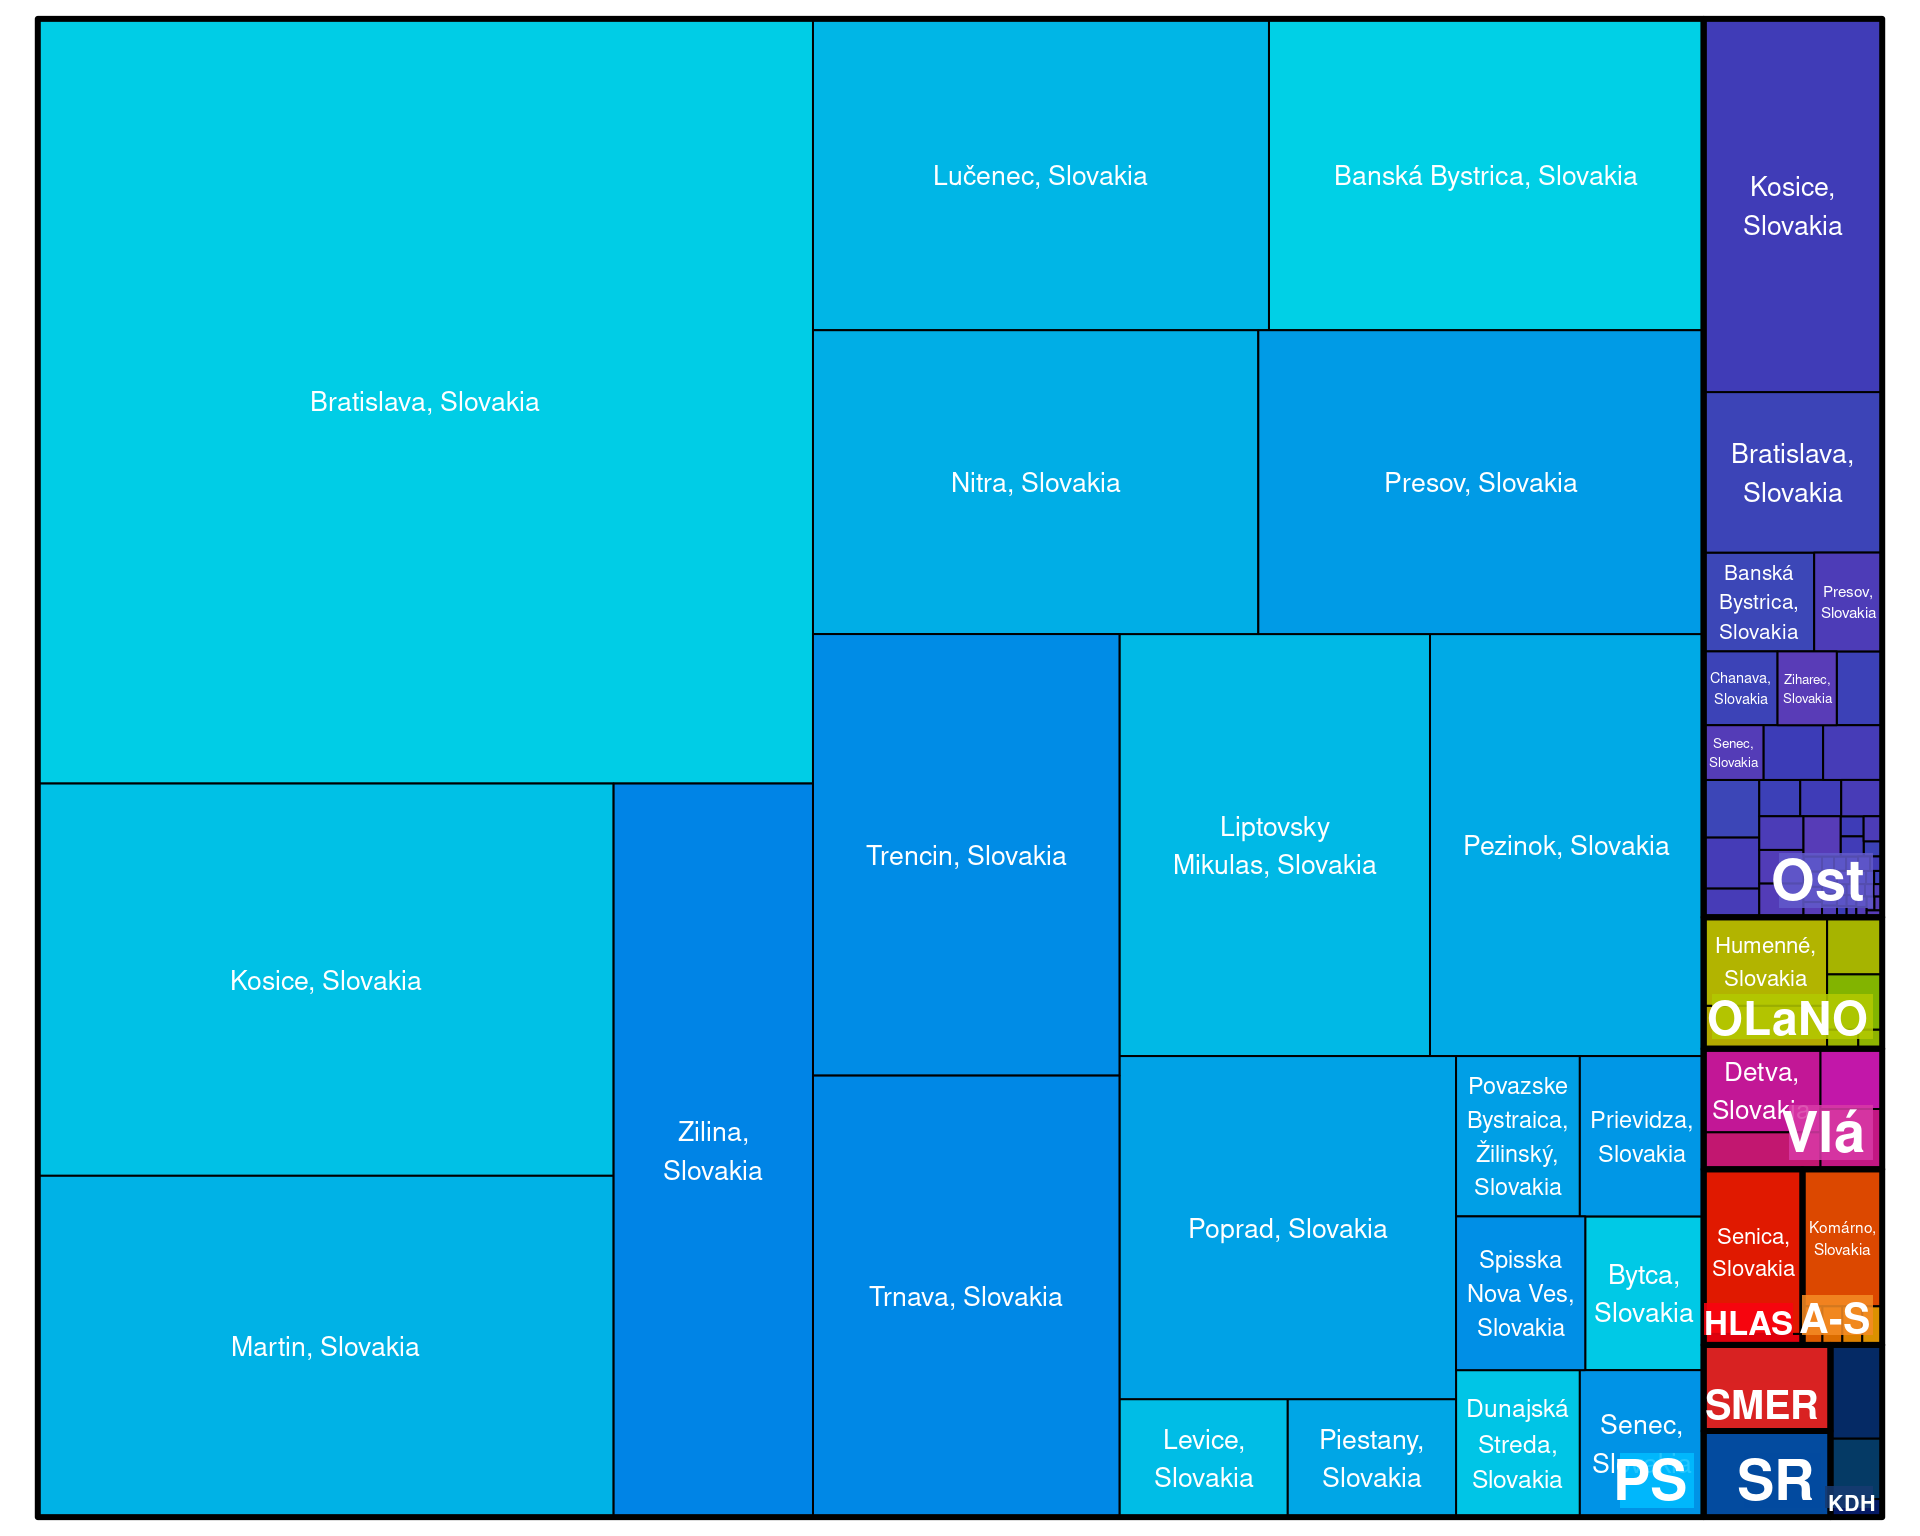 Bratislava, Slovakia
Lučenec, Slovakia
Banská Bystrica, Slovakia
Nitra, Slovakia
Presov, Slovakia
Kosice, Slovakia
Martin, Slovakia
Zilina,
Slovakia
Trencin, Slovakia
Trnava, Slovakia
Liptovsky
Mikulas, Slovakia
Pezinok, Slovakia
Poprad, Slovakia
Levice,
Slovakia
Piestany,
Slovakia
Povazske
Bystraica,
Žilinský,
Slovakia
Prievidza,
Slovakia
Spisska
Nova Ves,
Slovakia
Bytca,
Slovakia
Dunajská
Streda,
Slovakia
Senec,
Slovakia
PS
Kosice,
Slovakia
Bratislava,
Slovakia
Banská
Bystrica,
Slovakia
Presov,
Slovakia
Chanava,
Slovakia
Ziharec,
Slovakia
Senec,
Slovakia
Ost
Humenné,
Slovakia
OLaNO
Detva,
Slovakia
Vlá
Senica,
Slovakia
HLAS
Komárno,
Slovakia
A-S
SMER
SR
KDH